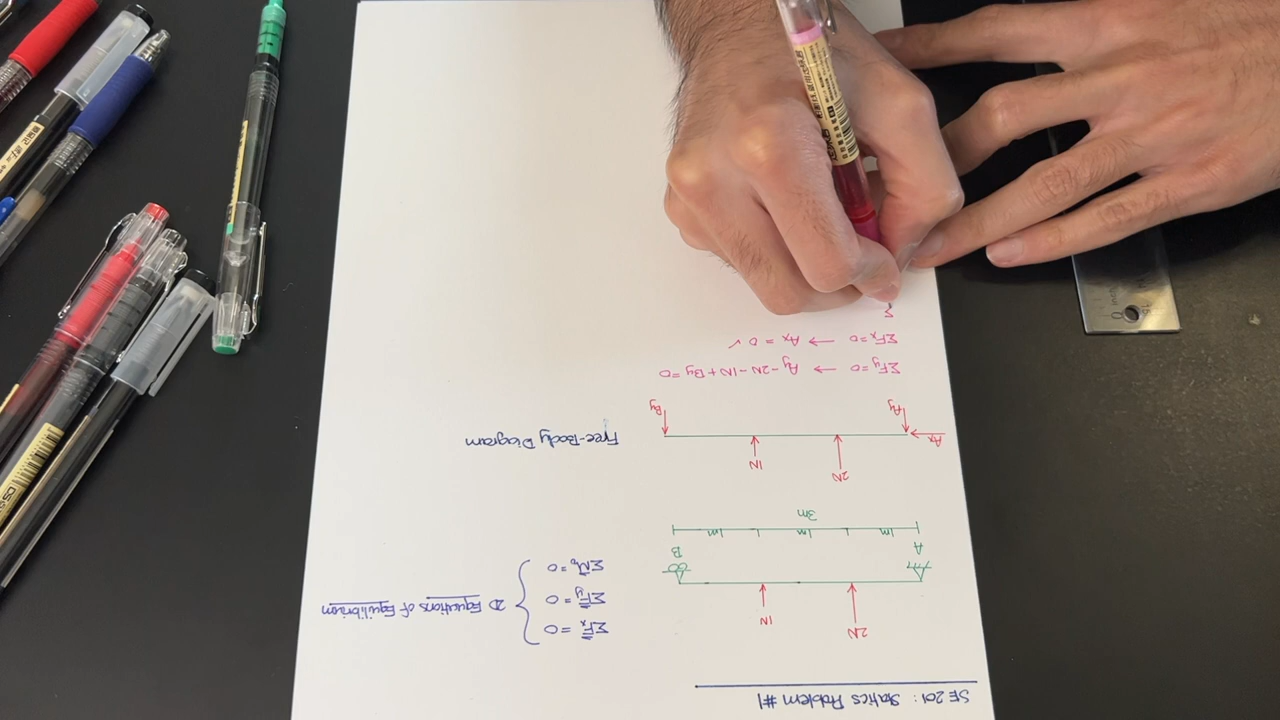 SE 201: Statics Problem #1
2N
1N
A
B
1m 1m 1m
3m
ΣFx = 0
ΣFy = 0
ΣMo = 0
2D Equations of Equilibrium
2N
1N
Ax
Ay
By
Free-Body Diagram
ΣFy = 0 → Ay - 2N - 1N + By = 0
ΣFx = 0 → Ax = 0 ✓
Σ